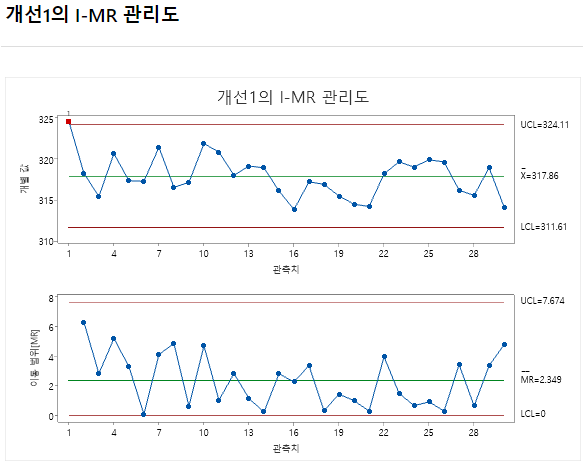 개선1의 I-MR 관리도
개선1의 I-MR 관리도
1
325
320
315
310
개별 값
UCL=324.11
X=317.86
LCL=311.61
1 4 7 10 13 16 19 22 25 28
관측치
8
6
4
2
0
이동 범위[MR]
UCL=7.674
MR=2.349
LCL=0
1 4 7 10 13 16 19 22 25 28
관측치